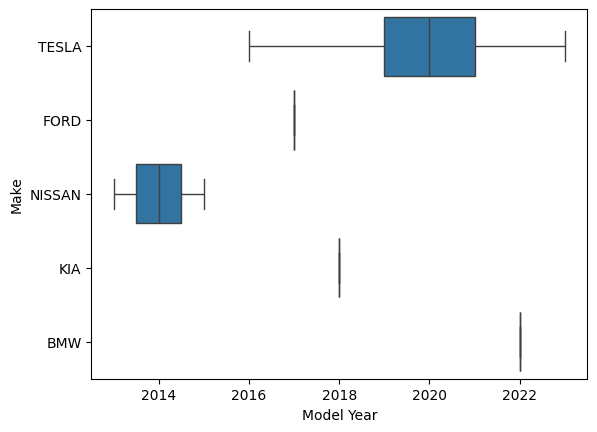 TESLA
FORD
NISSAN
KIA
BMW
Make
2014 2016 2018 2020 2022
Model Year